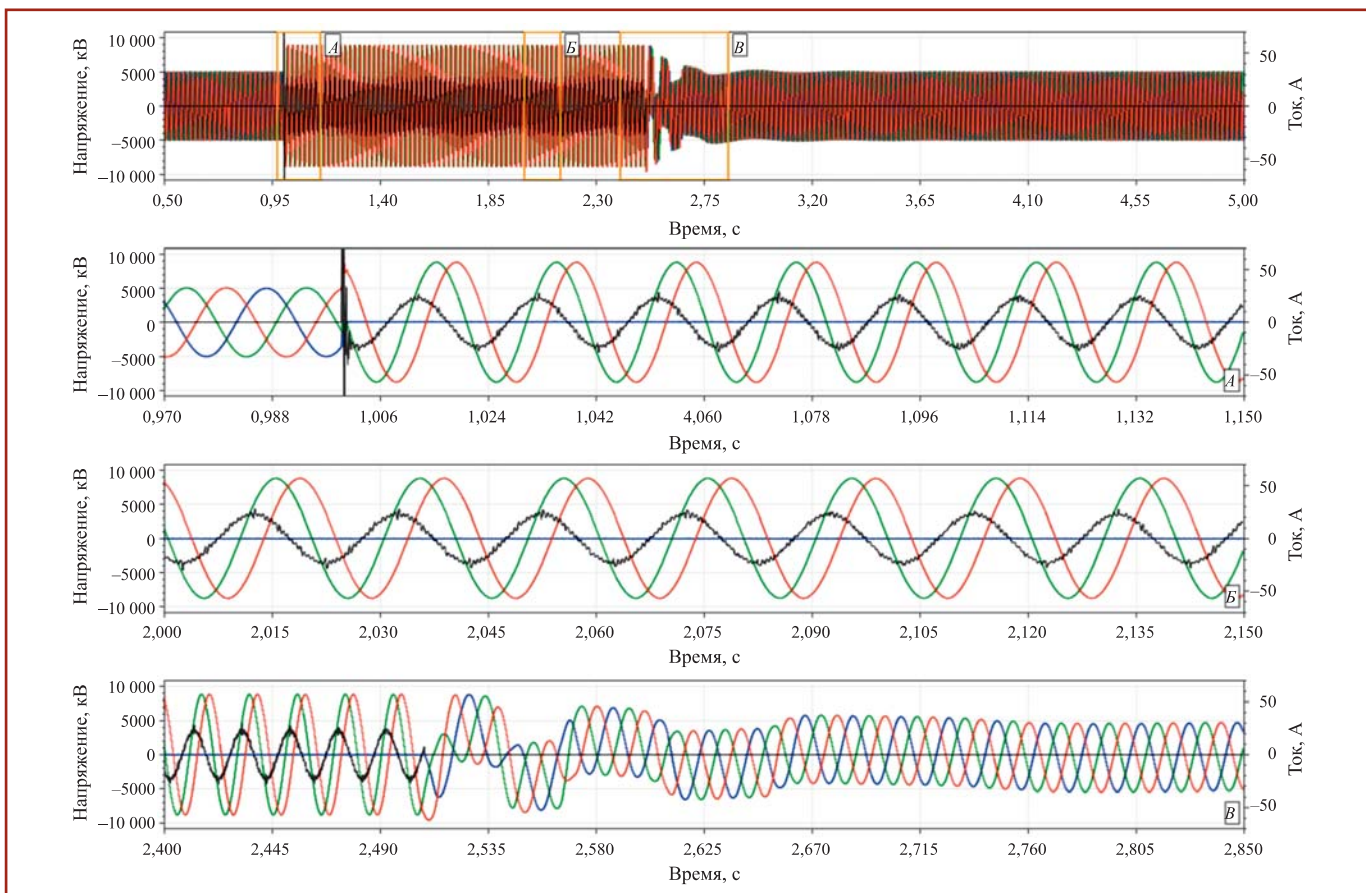 Напряжение, кВ
10 000
5000
0
–5000
–10 000
А
Б
В
50
0
–50
Ток, А
0,50 0,95 1,40 1,85 2,30 2,75 3,20 3,65 4,10 4,55 5,00
Время, с
Напряжение, кВ
10 000
5000
0
–5000
–10 000
50
0
–50
Ток, А
А
0,970 0,988 1,006 1,024 1,042 4,060 1,078 1,096 1,114 1,132 1,150
Время, с
Напряжение, кВ
10 000
5000
0
–5000
–10 000
50
0
–50
Ток, А
Б
2,000 2,015 2,030 2,045 2,060 2,075 2,090 2,105 2,120 2,135 2,150
Время, с
Напряжение, кВ
10 000
5000
0
–5000
–10 000
50
0
–50
Ток, А
В
2,400 2,445 2,490 2,535 2,580 2,625 2,670 2,715 2,760 2,805 2,850
Время, с